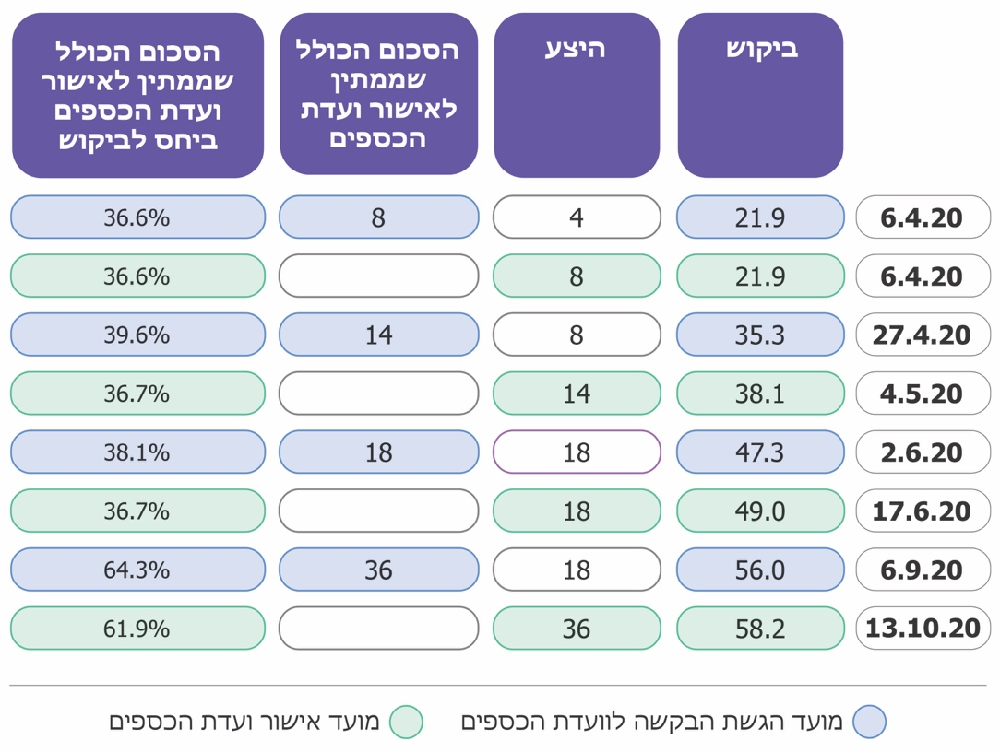 ביקוש
היצע
הסכום הכולל
שממתין
לאישור ועדת
הכספים
הסכום הכולל
שממתין לאישור
ועדת הכספים
ביחס לביקוש
6.4.20 21.9 4 8 36.6%
6.4.20 21.9 8 36.6%
27.4.20 35.3 8 14 39.6%
4.5.20 38.1 14 36.7%
2.6.20 47.3 18 18 38.1%
17.6.20 49.0 18 36.7%
6.9.20 56.0 18 36 64.3%
13.10.20 58.2 36 61.9%
מועד הגשת הבקשה לוועדת הכספים מועד אישור ועדת הכספים